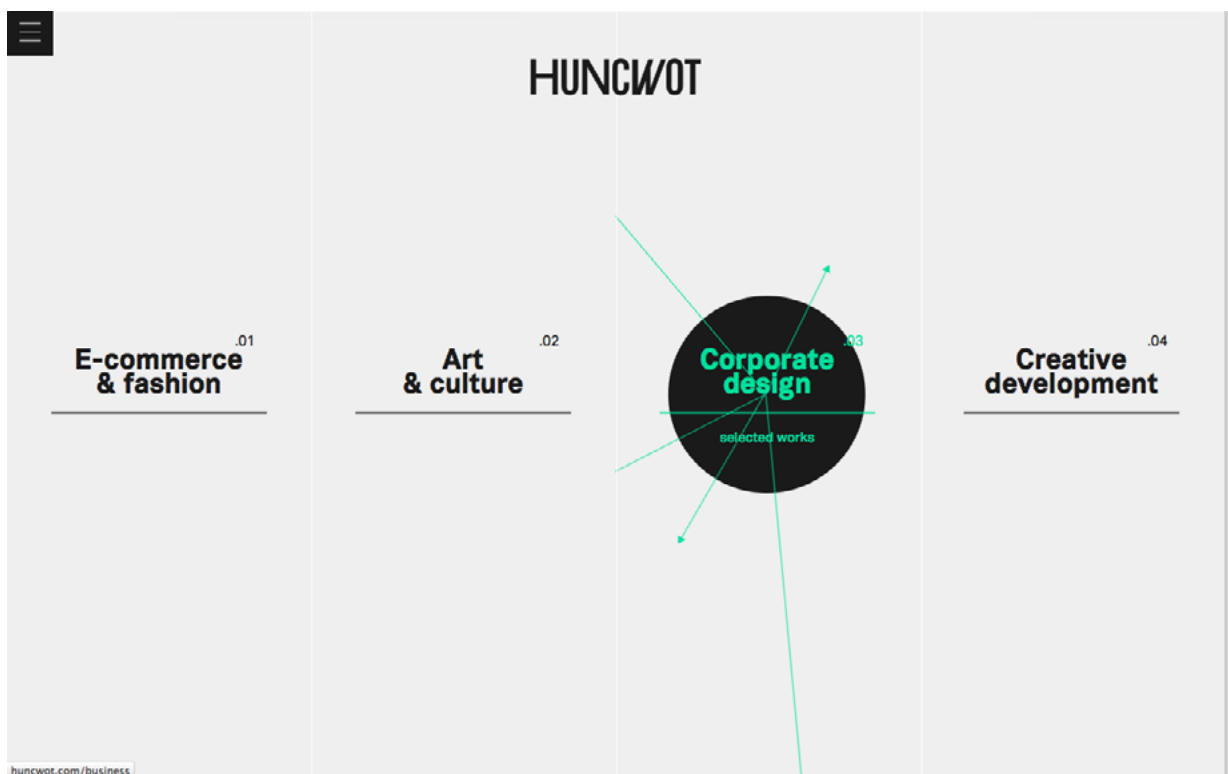 HUNCWOT
.01
E-commerce
& fashion
.02
Art
& culture
.03
Corporate
design
selected works
.04
Creative
development
huncwot.com/business